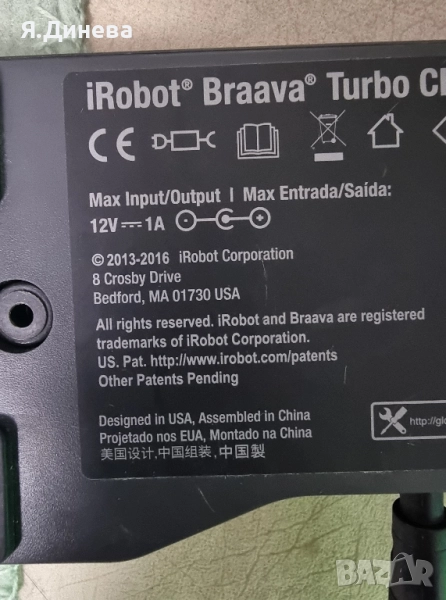 Я.Динева
iRobot® Braava® Turbo
Max Input/Output | Max Entrada/Saída:
12V⎓1A
© 2013-2016 iRobot Corporation
8 Crosby Drive
Bedford, MA 01730 USA
All rights reserved. iRobot and Braava are registered
trademarks of iRobot Corporation.
US. Pat. http://www.irobot.com/patents
Other Patents Pending
Designed in USA, Assembled in China
Projetado nos EUA, Montado na China
美国设计,中国组装,中国製
http://glo
BAZAR